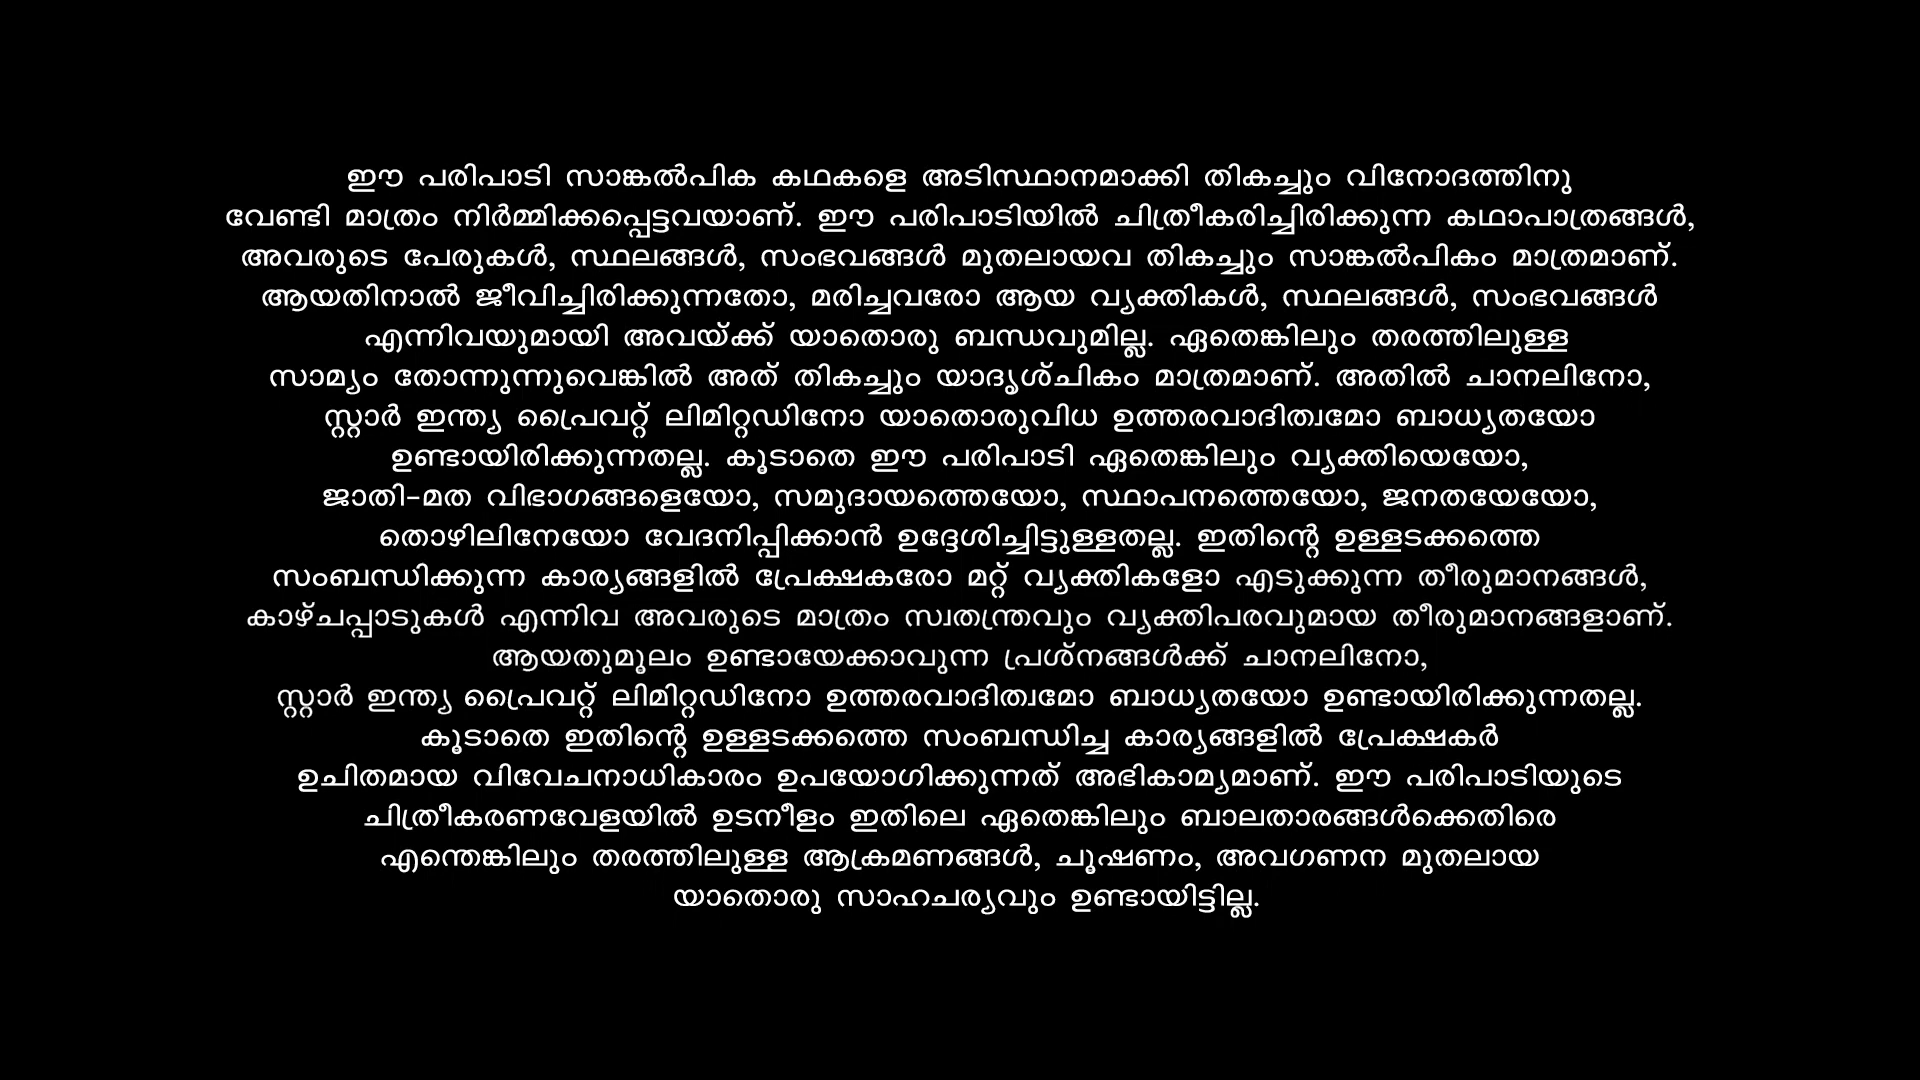 ഈ പരിപാടി സാങ്കൽപിക കഥകളെ അടിസ്ഥാനമാക്കി തികച്ചും വിനോദത്തിനു
വേണ്ടി മാത്രം നിർമ്മിക്കപ്പെട്ടവയാണ്. ഈ പരിപാടിയിൽ ചിത്രീകരിച്ചിരിക്കുന്ന കഥാപാത്രങ്ങൾ,
അവരുടെ പേരുകൾ, സ്ഥലങ്ങൾ, സംഭവങ്ങൾ മുതലായവ തികച്ചും സാങ്കൽപികം മാത്രമാണ്.
ആയതിനാൽ ജീവിച്ചിരിക്കുന്നതോ, മരിച്ചവരോ ആയ വ്യക്തികൾ, സ്ഥലങ്ങൾ, സംഭവങ്ങൾ
എന്നിവയുമായി അവയ്ക്ക് യാതൊരു ബന്ധവുമില്ല. ഏതെങ്കിലും തരത്തിലുള്ള
സാമ്യം തോന്നുന്നുവെങ്കിൽ അത് തികച്ചും യാദൃശ്ചികം മാത്രമാണ്. അതിൽ ചാനലിനോ,
സ്റ്റാർ ഇന്ത്യ പ്രൈവറ്റ് ലിമിറ്റഡിനോ യാതൊരുവിധ ഉത്തരവാദിത്വമോ ബാധ്യതയോ
ഉണ്ടായിരിക്കുന്നതല്ല. കൂടാതെ ഈ പരിപാടി ഏതെങ്കിലും വ്യക്തിയെയോ,
ജാതി-മത വിഭാഗങ്ങളെയോ, സമുദായത്തെയോ, സ്ഥാപനത്തെയോ, ജനതയേയോ,
തൊഴിലിനേയോ വേദനിപ്പിക്കാൻ ഉദ്ദേശിച്ചിട്ടുള്ളതല്ല. ഇതിന്റെ ഉള്ളടക്കത്തെ
സംബന്ധിക്കുന്ന കാര്യങ്ങളിൽ പ്രേക്ഷകരോ മറ്റ് വ്യക്തികളോ എടുക്കുന്ന തീരുമാനങ്ങൾ,
കാഴ്ചപ്പാടുകൾ എന്നിവ അവരുടെ മാത്രം സ്വതന്ത്രവും വ്യക്തിപരവുമായ തീരുമാനങ്ങളാണ്.
ആയതുമൂലം ഉണ്ടായേക്കാവുന്ന പ്രശ്നങ്ങൾക്ക് ചാനലിനോ,
സ്റ്റാർ ഇന്ത്യ പ്രൈവറ്റ് ലിമിറ്റഡിനോ ഉത്തരവാദിത്വമോ ബാധ്യതയോ ഉണ്ടായിരിക്കുന്നതല്ല.
കൂടാതെ ഇതിന്റെ ഉള്ളടക്കത്തെ സംബന്ധിച്ച കാര്യങ്ങളിൽ പ്രേക്ഷകർ
ഉചിതമായ വിവേചനാധികാരം ഉപയോഗിക്കുന്നത് അഭികാമ്യമാണ്. ഈ പരിപാടിയുടെ
ചിത്രീകരണവേളയിൽ ഉടനീളം ഇതിലെ ഏതെങ്കിലും ബാലതാരങ്ങൾക്കെതിരെ
എന്തെങ്കിലും തരത്തിലുള്ള ആക്രമണങ്ങൾ, ചൂഷണം, അവഗണന മുതലായ
യാതൊരു സാഹചര്യവും ഉണ്ടായിട്ടില്ല.